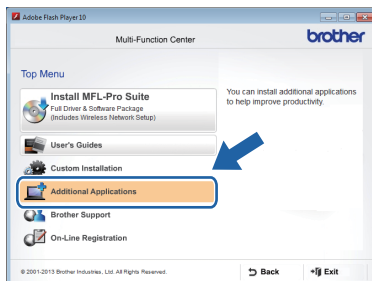 Adobe Flash Player 10
Multi-Function Center
brother
Top Menu
Install MFL-Pro Suite
Full Driver & Software Package
(Includes Wireless Network Setup)
User's Guides
Custom Installation
Additional Applications
Brother Support
On-Line Registration
You can install additional applications
to help improve productivity.
© 2001-2013 Brother Industries, Ltd. All Rights Reserved.
Back
Exit